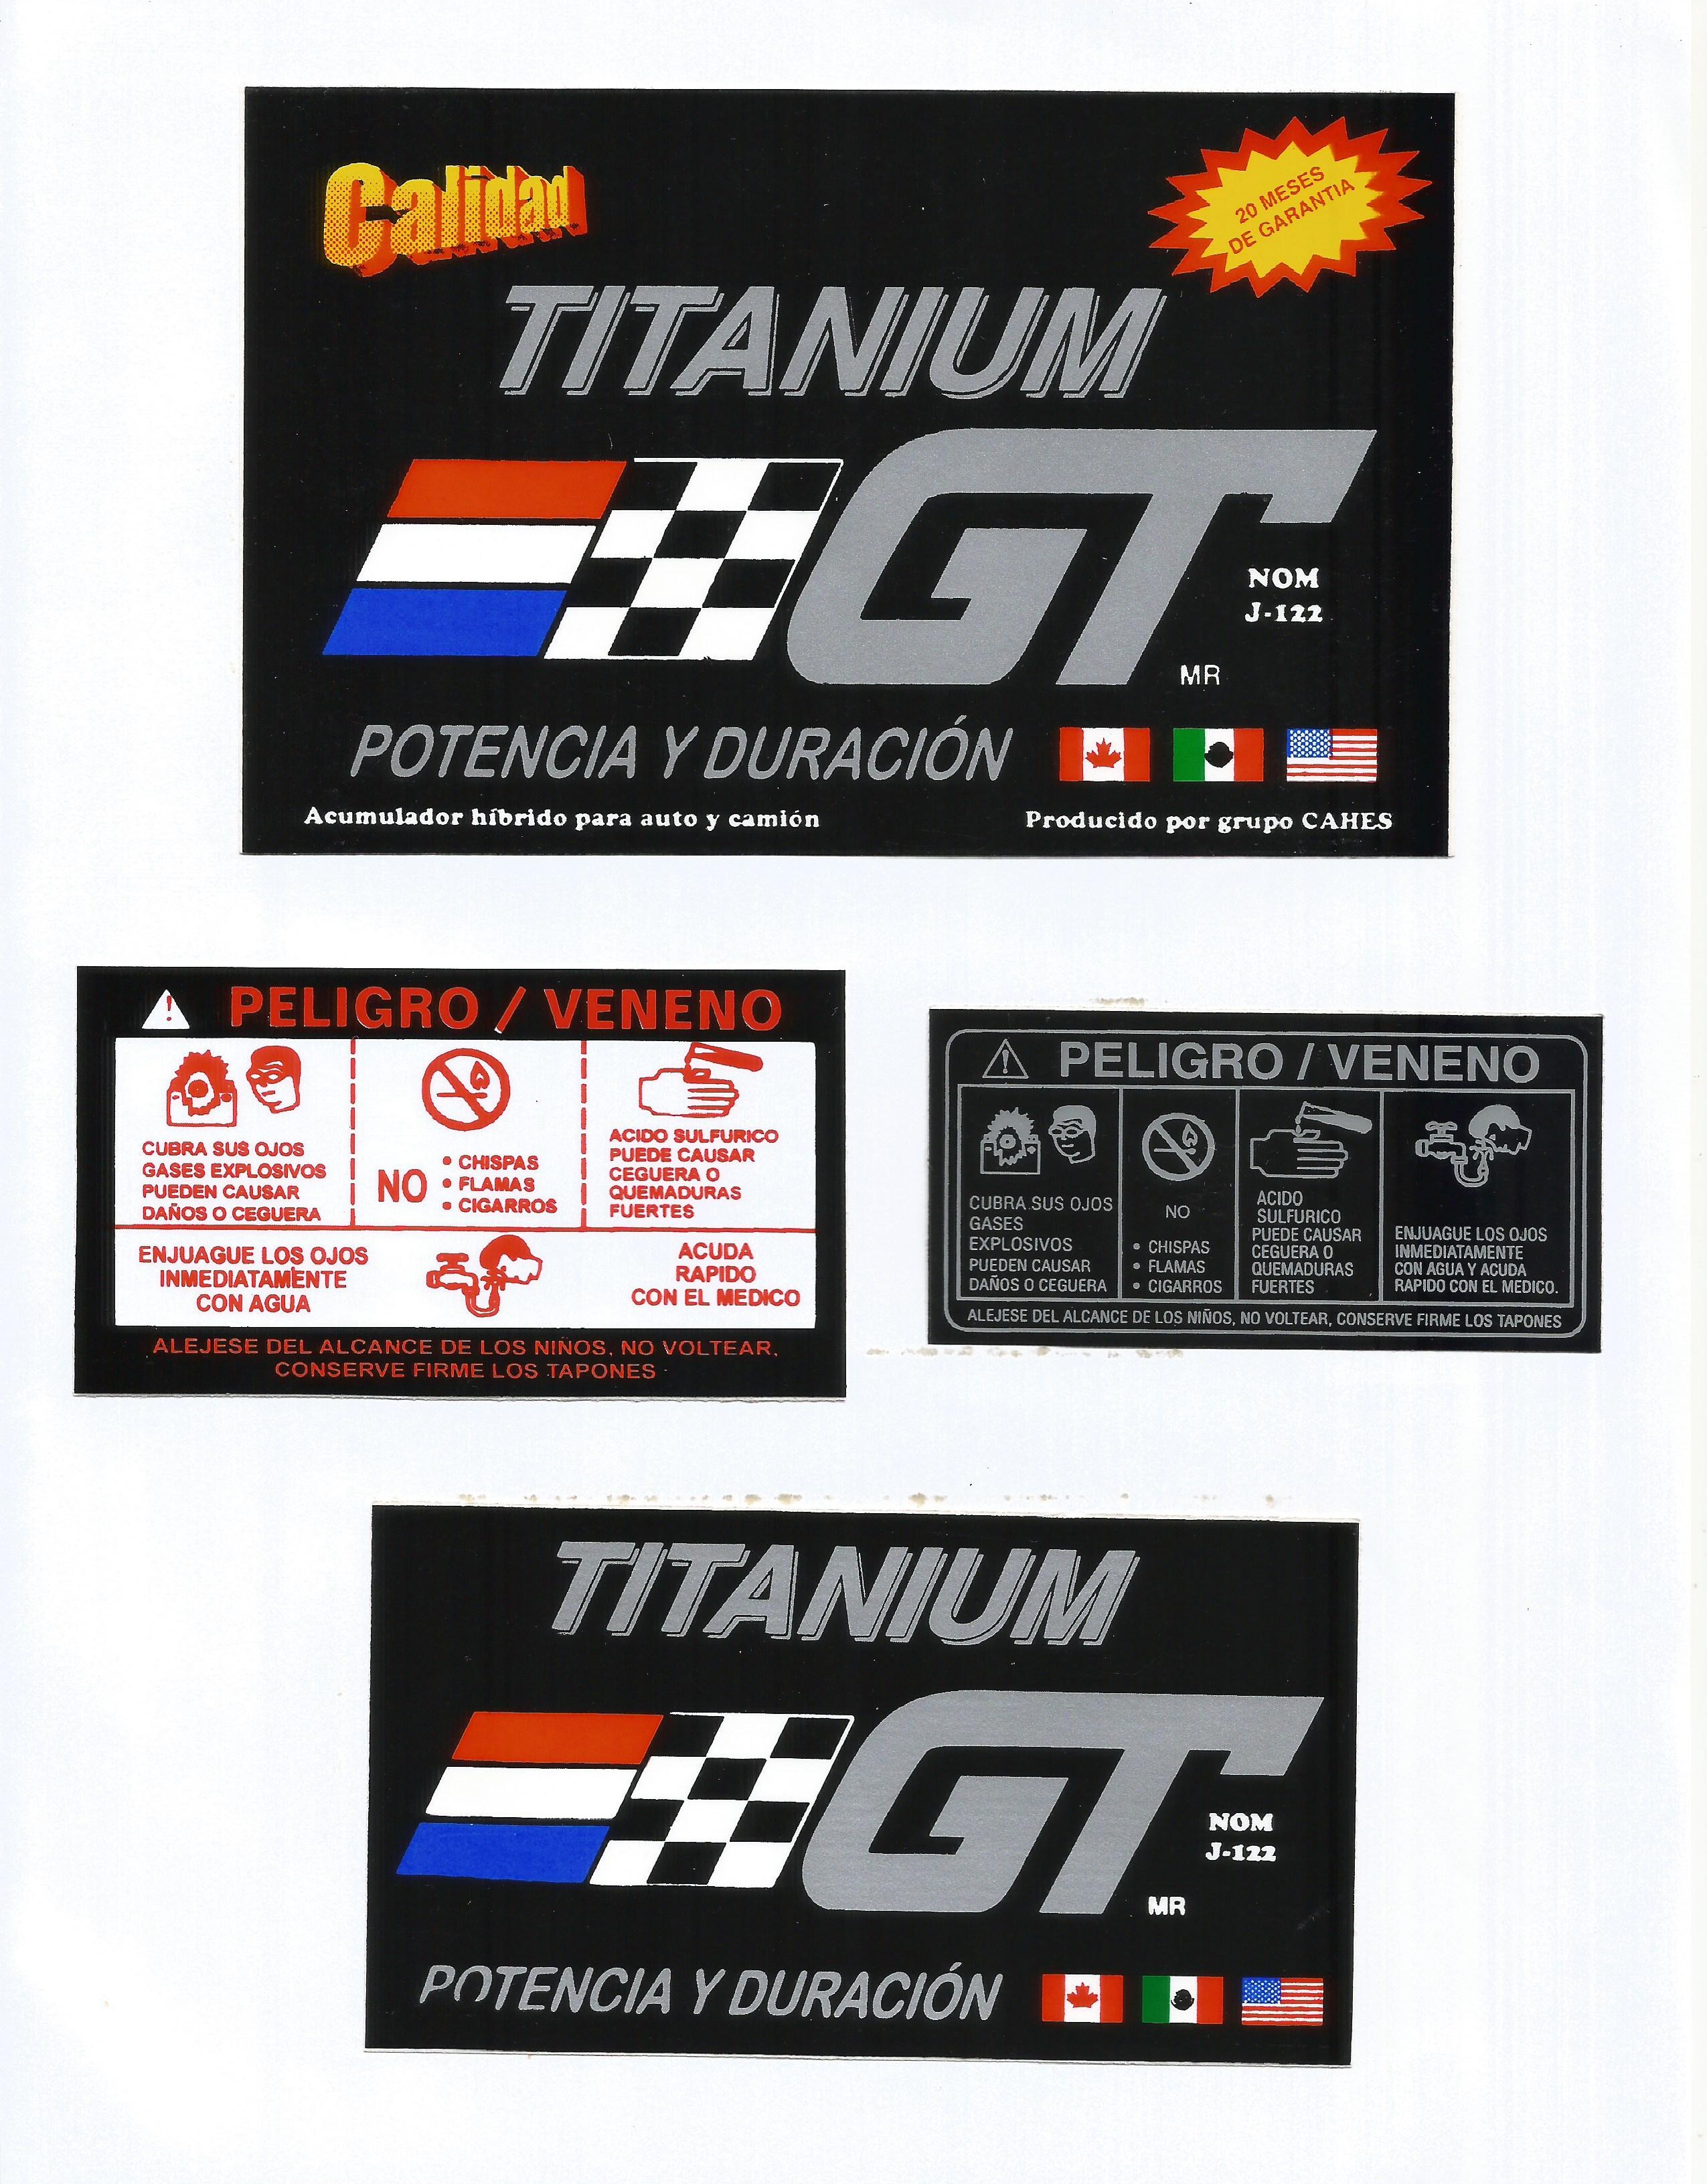 Calidad
20 MESES
DE GARANTIA
TITANIUM
GT
NOM
J-122
MR
POTENCIA Y DURACIÓN
Acumulador híbrido para auto y camión
Producido por grupo CAHES
PELIGRO / VENENO
CUBRA SUS OJOS
GASES EXPLOSIVOS
PUEDEN CAUSAR
DAÑOS O CEGUERA
NO
• CHISPAS
• FLAMAS
• CIGARROS
ACIDO SULFURICO
PUEDE CAUSAR
CEGUERA O
QUEMADURAS
FUERTES
ENJUAGUE LOS OJOS
INMEDIATAMENTE
CON AGUA
ACUDA
RAPIDO
CON EL MEDICO
ALEJESE DEL ALCANCE DE LOS NIÑOS, NO VOLTEAR,
CONSERVE FIRME LOS TAPONES
PELIGRO / VENENO
CUBRA SUS OJOS
GASES
EXPLOSIVOS
PUEDEN CAUSAR
DAÑOS O CEGUERA
NO
• CHISPAS
• FLAMAS
• CIGARROS
ACIDO
SULFURICO
PUEDE CAUSAR
CEGUERA O
QUEMADURAS
FUERTES
ENJUAGUE LOS OJOS
INMEDIATAMENTE
CON AGUA Y ACUDA
RAPIDO CON EL MEDICO.
ALEJESE DEL ALCANCE DE LOS NIÑOS, NO VOLTEAR, CONSERVE FIRME LOS TAPONES
TITANIUM
GT
NOM
J-122
MR
POTENCIA Y DURACIÓN